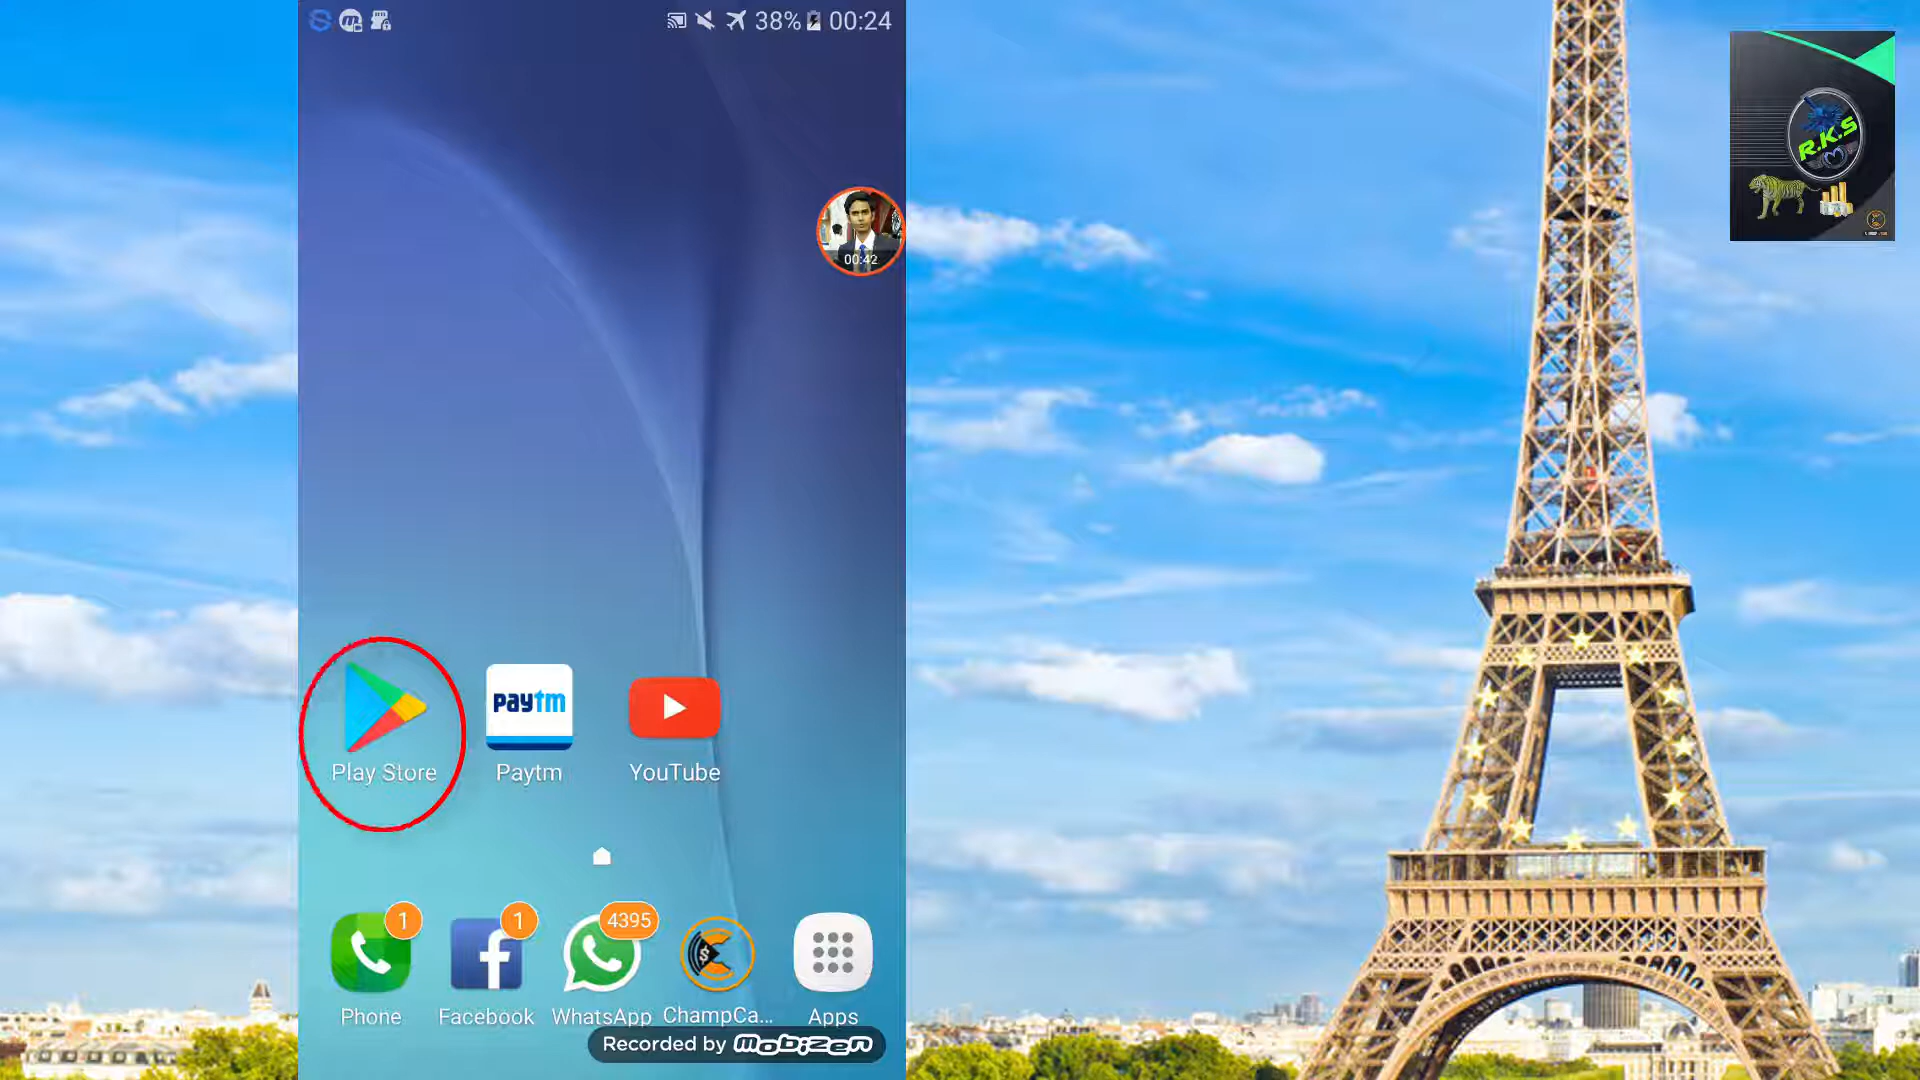 38% 00:24
R.K.S
00:42
paytm
Play Store Paytm YouTube
1 1 4395
Phone Facebook WhatsApp ChampCa... Apps
Recorded by mobizen